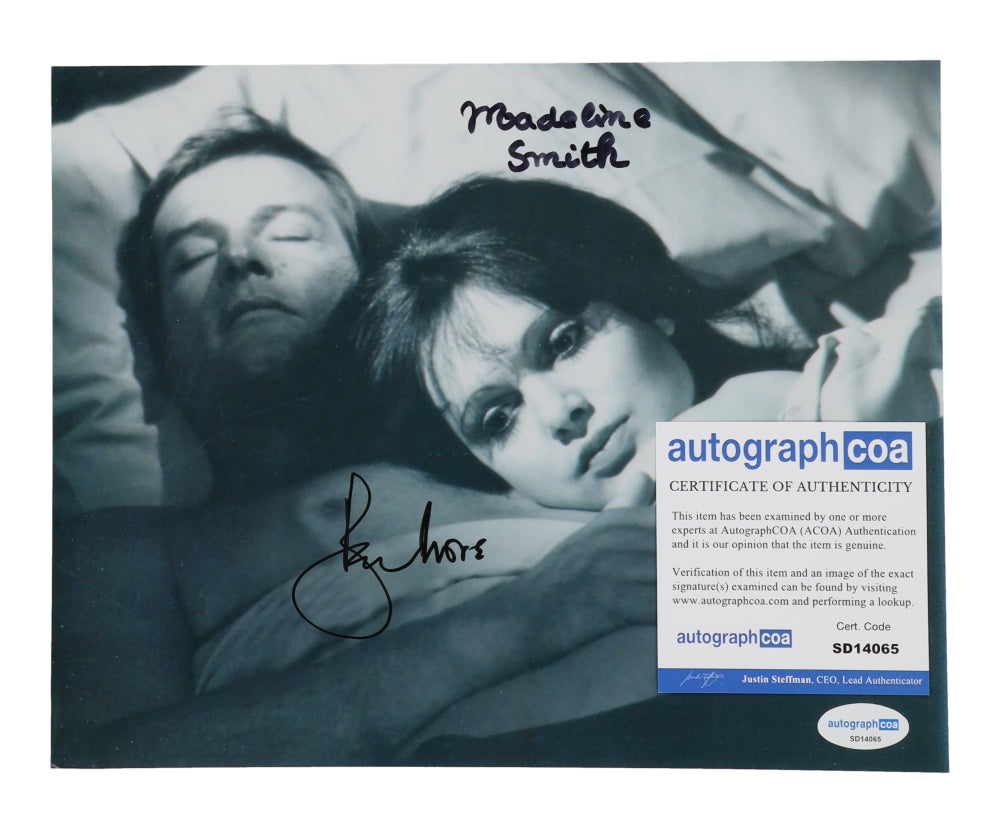 Madeline
Smith
Roger Moore
autographcoa
CERTIFICATE OF AUTHENTICITY
This item has been examined by one or more
experts at AutographCOA (ACOA) Authentication
and it is our opinion that the item is genuine.
Verification of this item and an image of the exact
signature(s) examined can be found by visiting
www.autographcoa.com and performing a lookup.
autographcoa
Cert. Code
SD14065
Justin Steffman, CEO, Lead Authenticator
autographcoa
SD14065